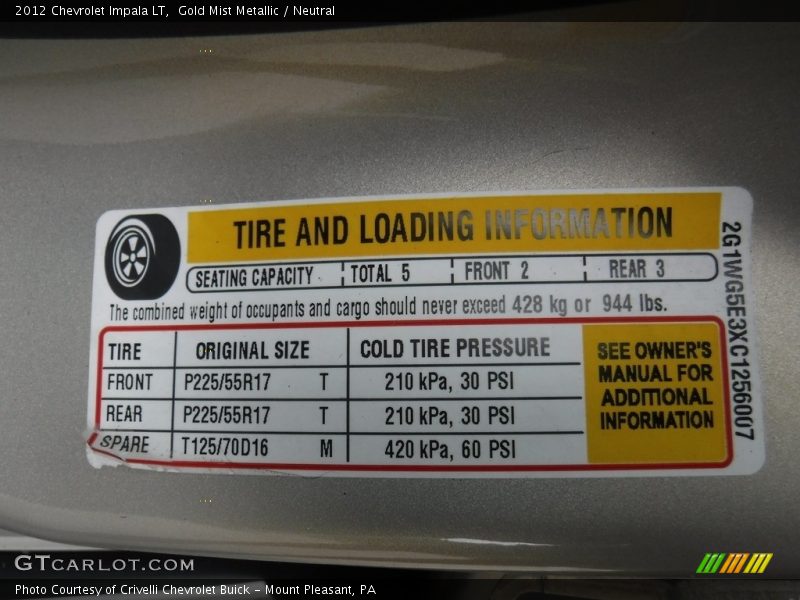 2012 Chevrolet Impala LT,  Gold Mist Metallic / Neutral
TIRE AND LOADING INFORMATION
SEATING CAPACITY TOTAL 5 FRONT 2 REAR 3
The combined weight of occupants and cargo should never exceed 428 kg or 944 lbs.
TIRE ORIGINAL SIZE COLD TIRE PRESSURE
FRONT P225/55R17 T 210 kPa, 30 PSI
REAR P225/55R17 T 210 kPa, 30 PSI
SPARE T125/70D16 M 420 kPa, 60 PSI
SEE OWNER'S
MANUAL FOR
ADDITIONAL
INFORMATION
2G1WG5E3XC1256007
GTCARLOT.COM
Photo Courtesy of Crivelli Chevrolet Buick - Mount Pleasant, PA